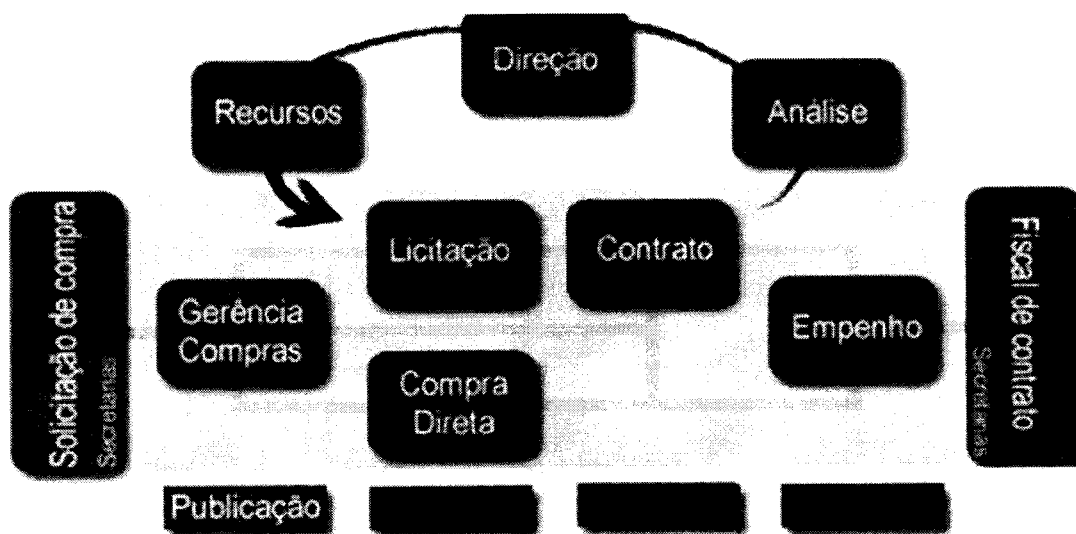 Direção
Recursos
Análise
Solicitação de compra
Secretarias
Licitação
Contrato
Gerência
Compras
Empenho
Compra
Direta
Fiscal de contrato
Secretarias
Publicação